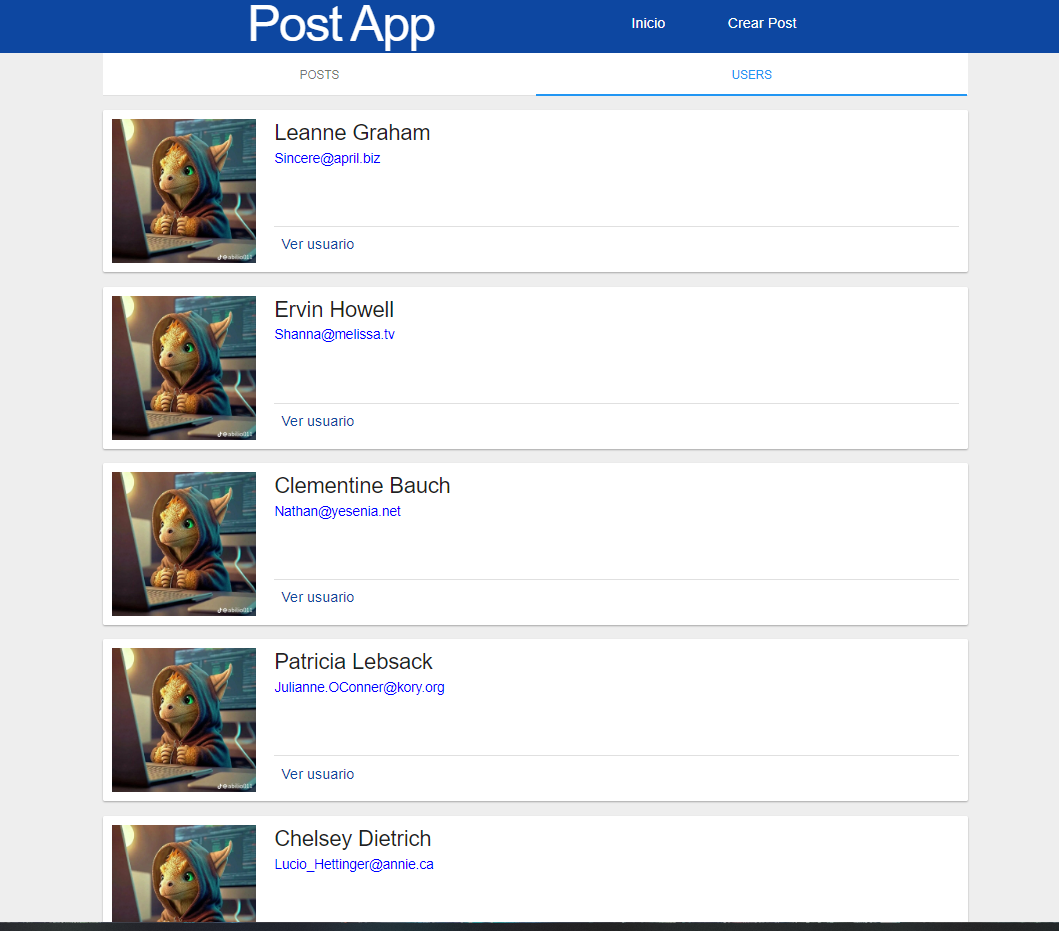 Post App
Inicio
Crear Post
POSTS
USERS
Leanne Graham
Sincere@april.biz
Ver usuario
Ervin Howell
Shanna@melissa.tv
Ver usuario
Clementine Bauch
Nathan@yesenia.net
Ver usuario
Patricia Lebsack
Julianne.OConner@kory.org
Ver usuario
Chelsey Dietrich
Lucio_Hettinger@annie.ca